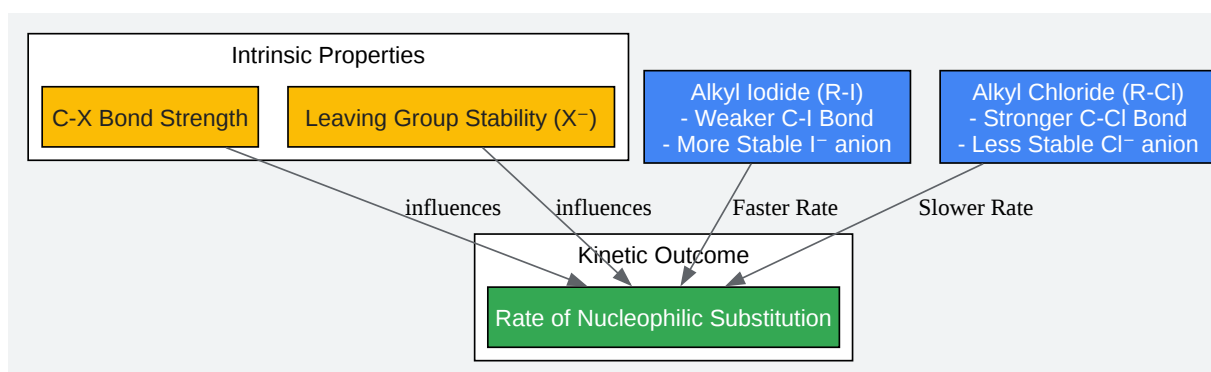 Intrinsic Properties
C-X Bond Strength
Leaving Group Stability (X⁻)
Alkyl Iodide (R-I)
- Weaker C-I Bond
- More Stable I⁻ anion
Alkyl Chloride (R-Cl)
- Stronger C-Cl Bond
- Less Stable Cl⁻ anion
influences
influences
Faster Rate
Slower Rate
Kinetic Outcome
Rate of Nucleophilic Substitution